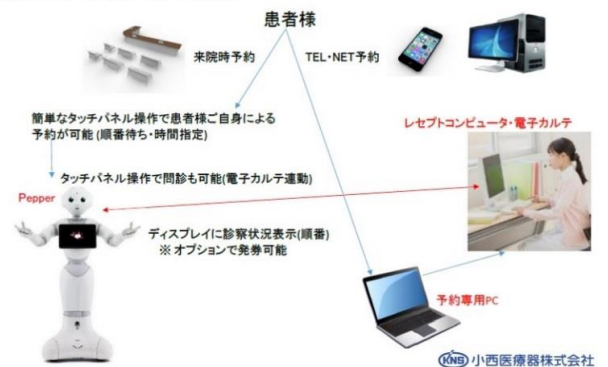 患者様
来院時予約
TEL・NET予約
簡単なタッチパネル操作で患者様ご自身による
予約が可能 (順番待ち・時間指定)
レセプトコンピュータ・電子カルテ
タッチパネル操作で問診も可能(電子カルテ連動)
Pepper
ディスプレイに診察状況表示(順番)
※ オプションで発券可能
予約専用PC
KNS 小西医療器株式会社